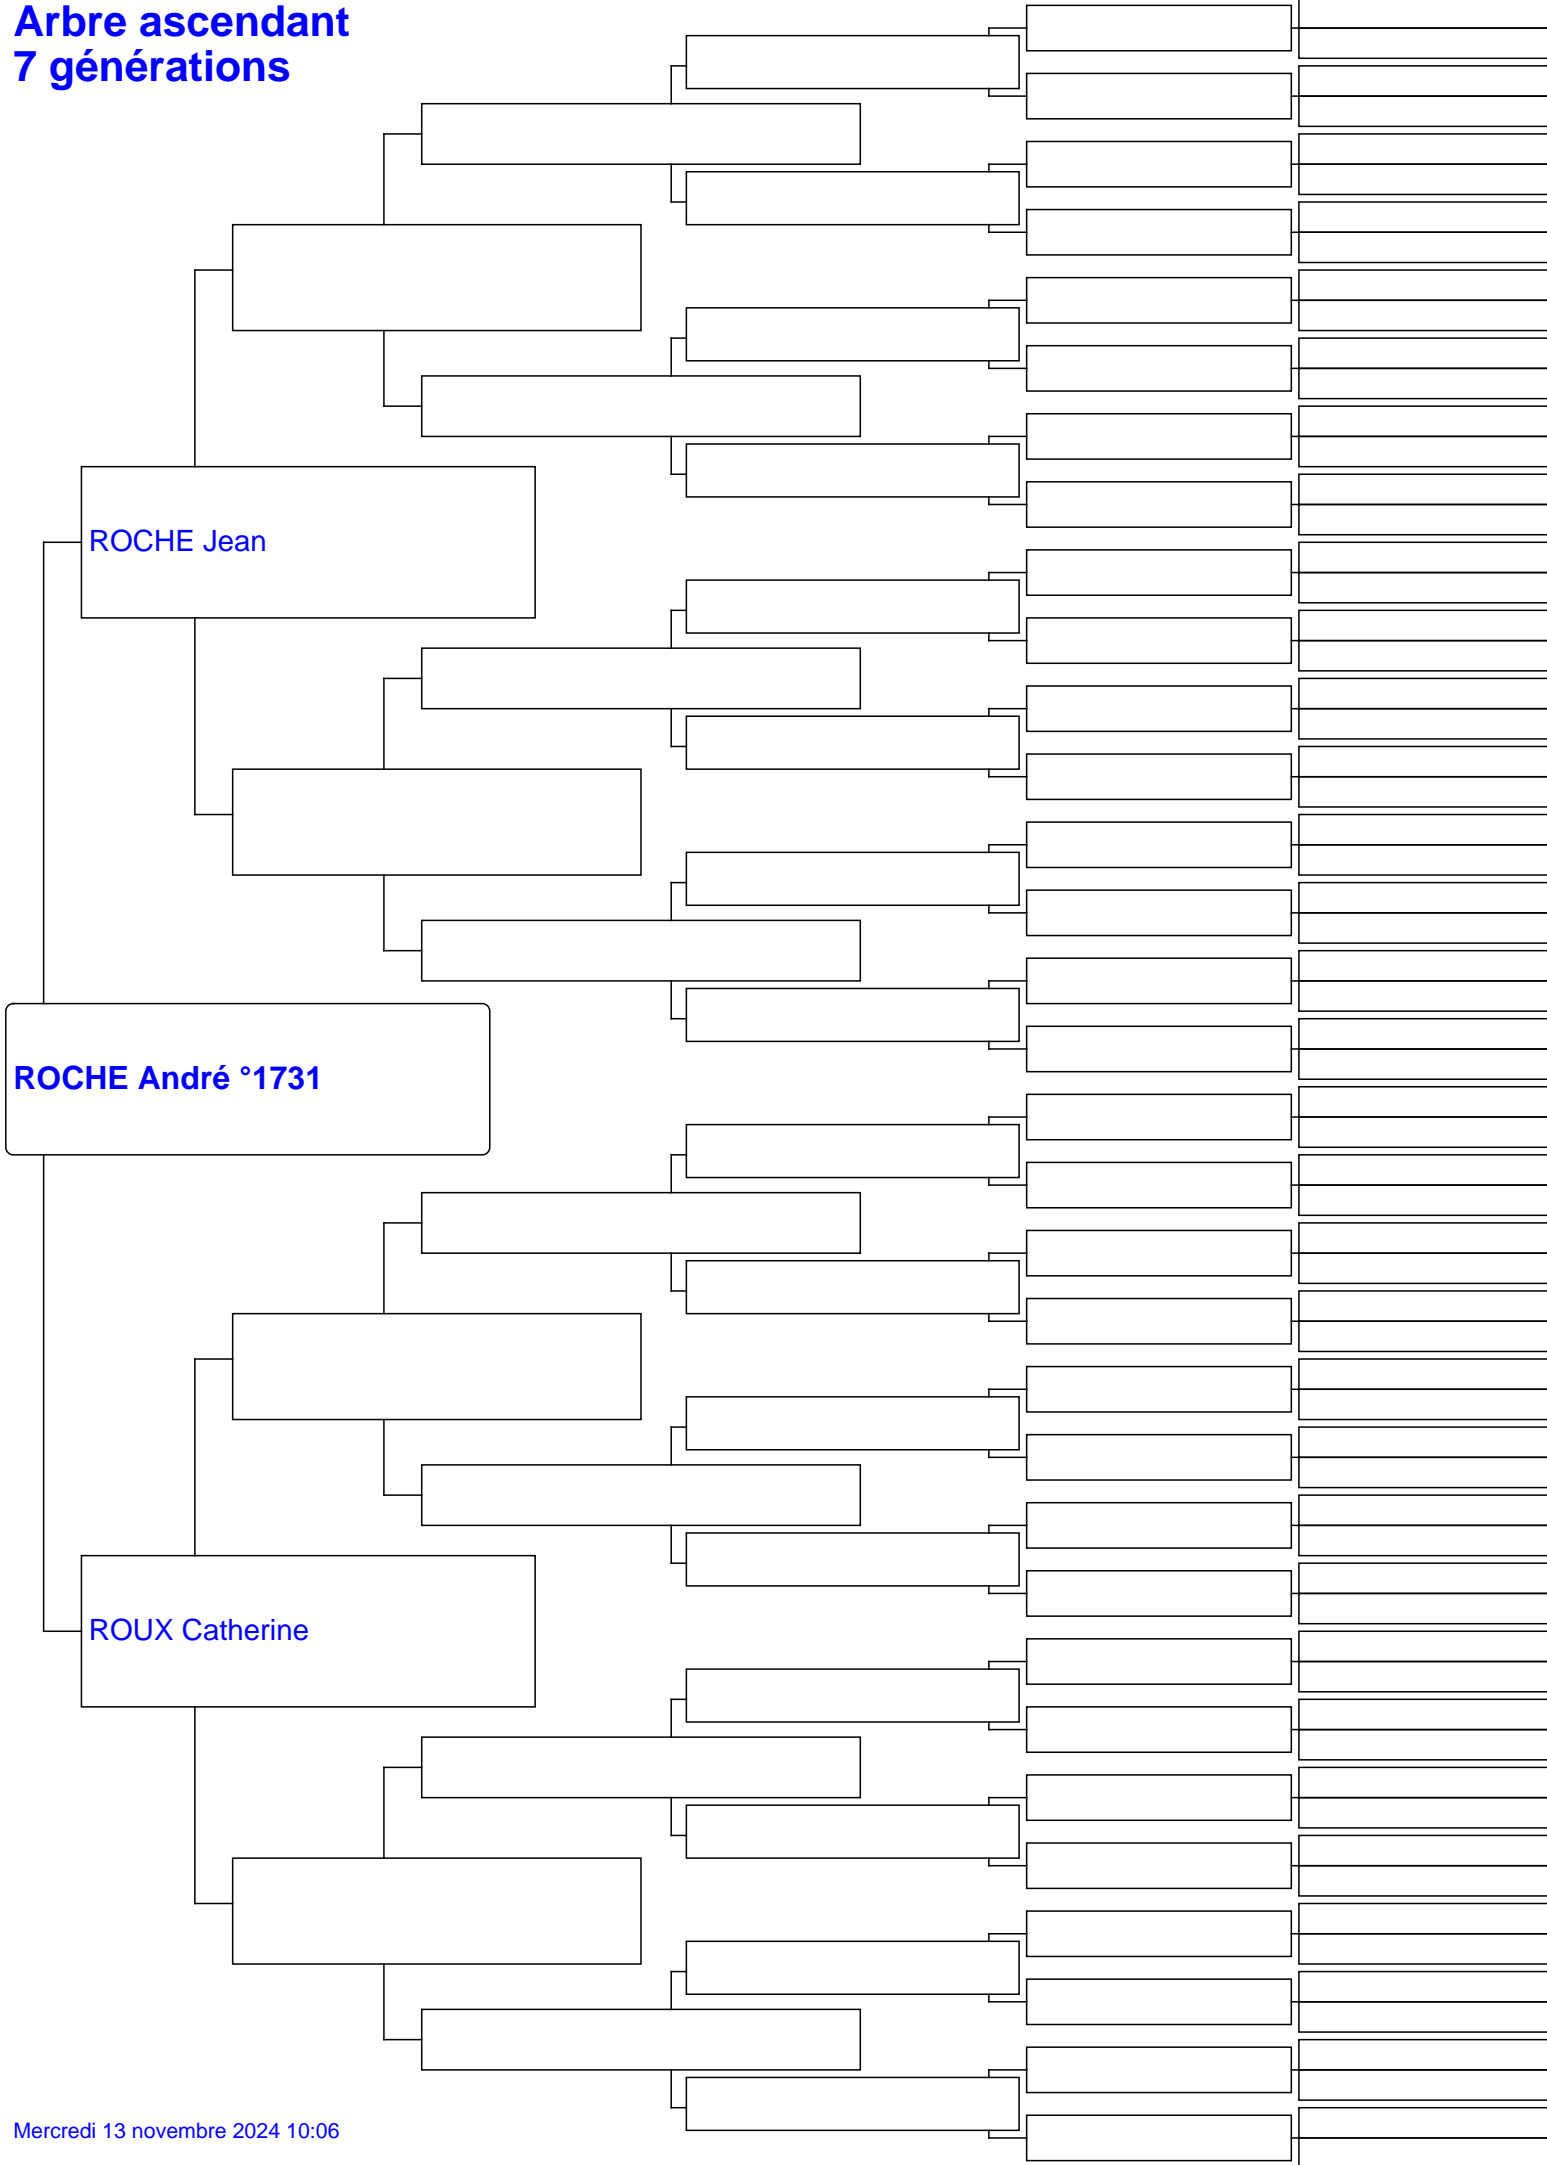 Arbre ascendant
7 générations
ROCHE Jean
ROCHE André °1731
ROUX Catherine
Mercredi 13 novembre 2024 10:06